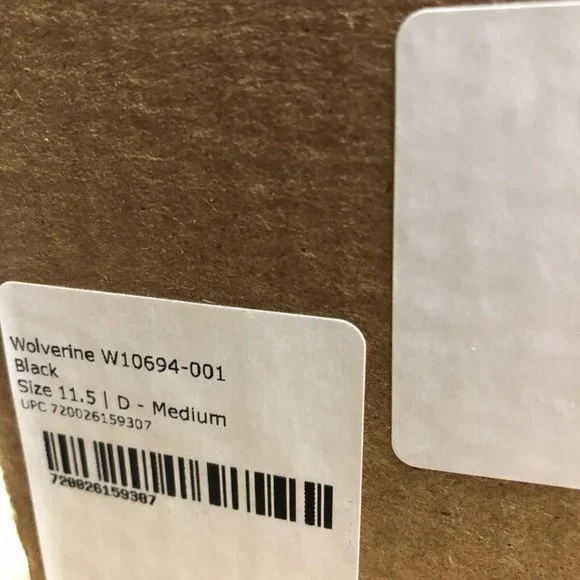 Wolverine W10694-001
Black
Size 11.5 | D - Medium
UPC 720026159307
720026159307